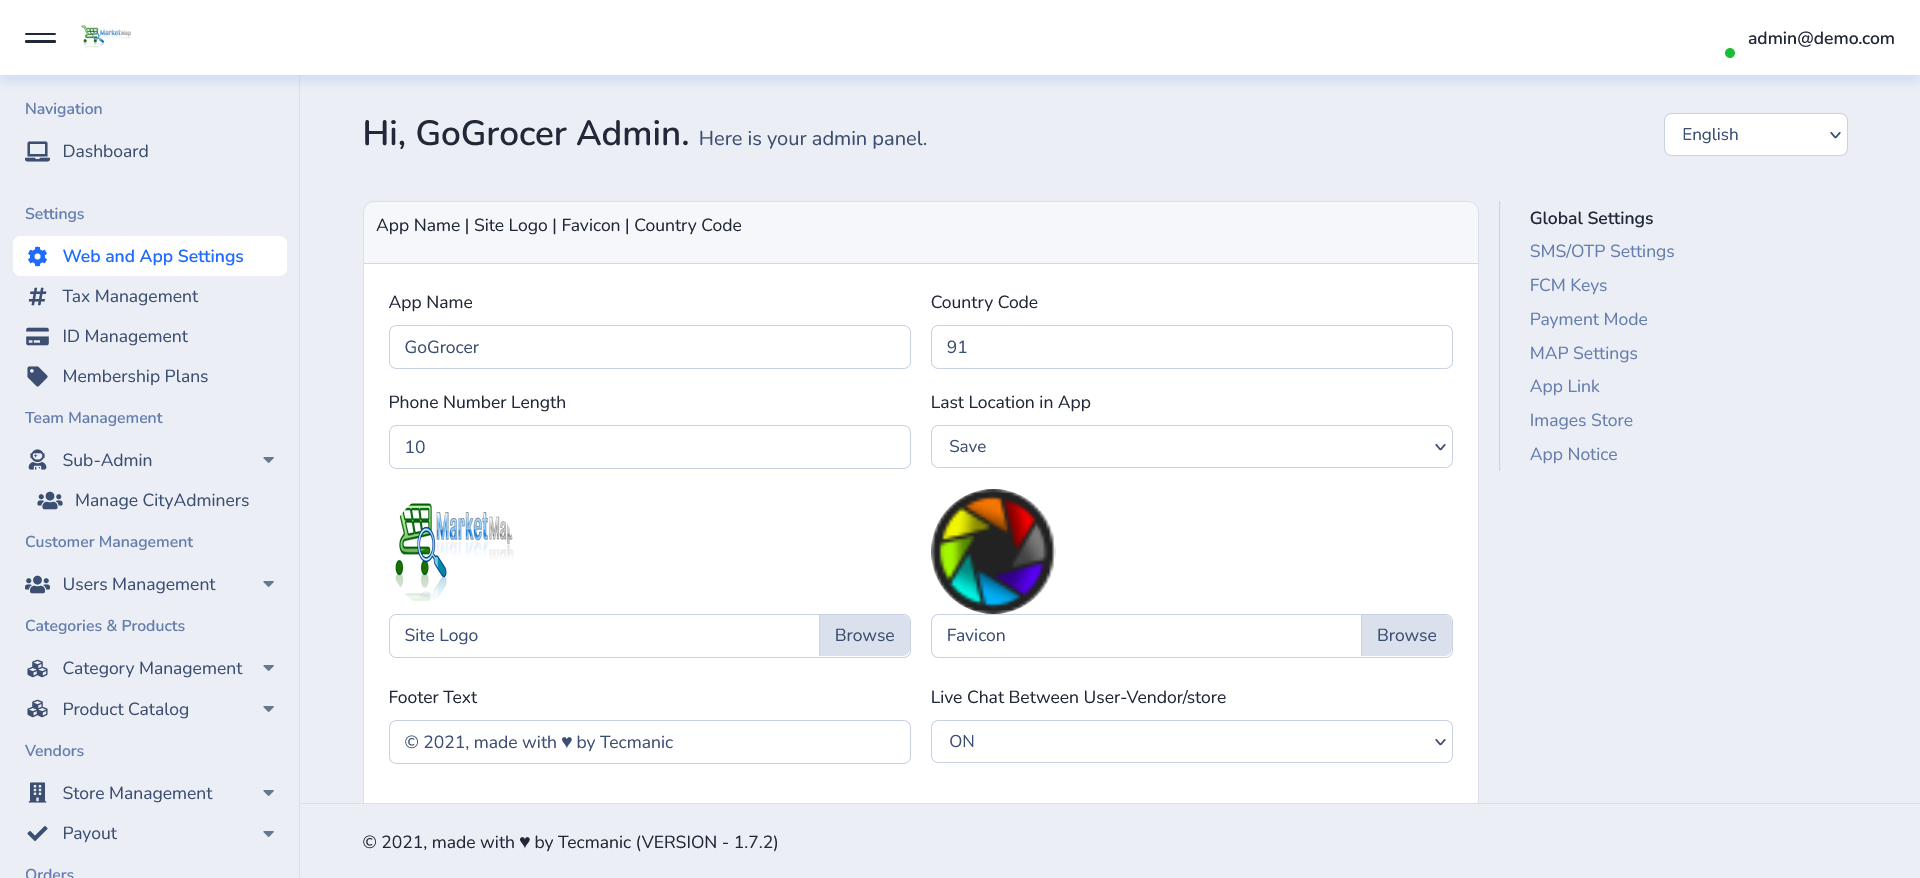 MarketMap
admin@demo.com
Navigation
Dashboard
Settings
Web and App Settings
Tax Management
ID Management
Membership Plans
Team Management
Sub-Admin
Manage CityAdminers
Customer Management
Users Management
Categories & Products
Category Management
Product Catalog
Vendors
Store Management
Payout
Orders
Hi, GoGrocer Admin. Here is your admin panel.
English
App Name | Site Logo | Favicon | Country Code
App Name
GoGrocer
Country Code
91
Phone Number Length
10
Last Location in App
Save
MarketMap
Site Logo
Browse
Favicon
Browse
Footer Text
© 2021, made with ♥ by Tecmanic
Live Chat Between User-Vendor/store
ON
Global Settings
SMS/OTP Settings
FCM Keys
Payment Mode
MAP Settings
App Link
Images Store
App Notice
© 2021, made with ♥ by Tecmanic (VERSION - 1.7.2)